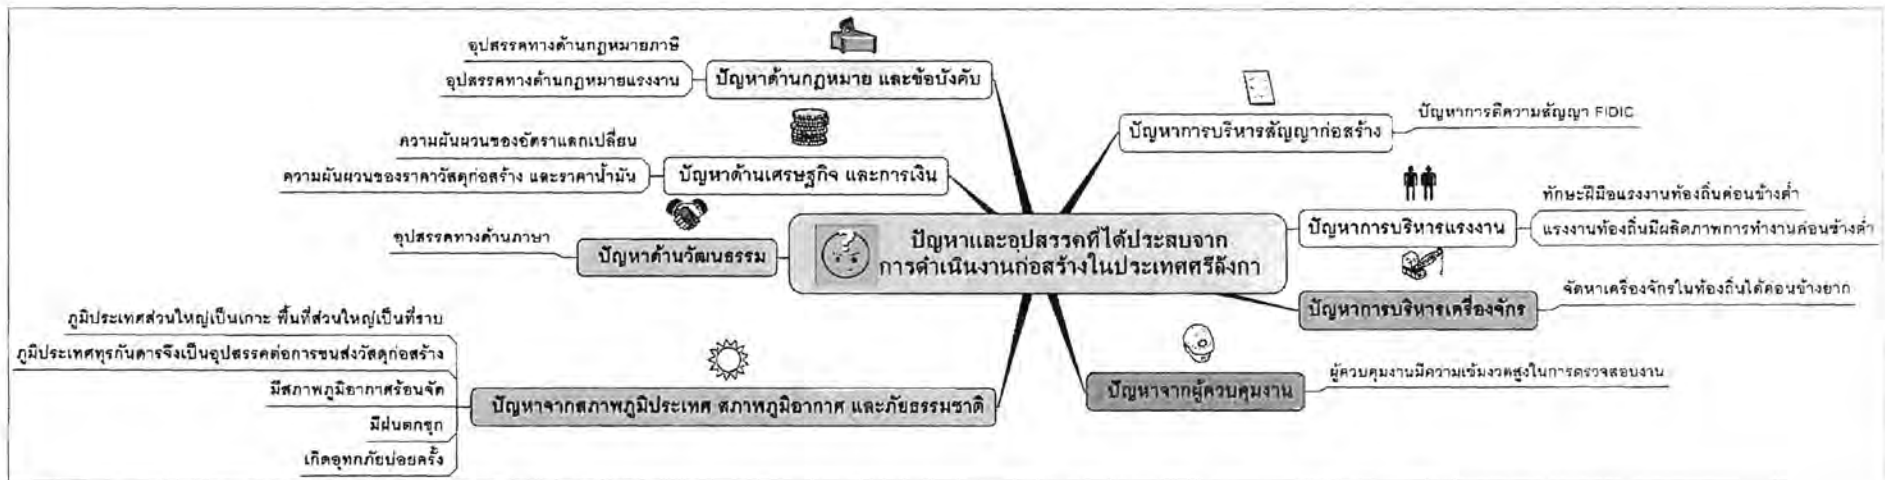 อุปสรรคทางด้านกฎหมายภาษี
อุปสรรคทางด้านกฎหมายแรงงาน
ปัญหาด้านกฎหมาย และข้อบังคับ
ความผันผวนของอัตราแลกเปลี่ยน
ความผันผวนของราคาวัสดุก่อสร้าง และราคาน้ำมัน
ปัญหาด้านเศรษฐกิจ และการเงิน
อุปสรรคทางด้านภาษา
ปัญหาด้านวัฒนธรรม
ภูมิประเทศส่วนใหญ่เป็นเกาะ พื้นที่ส่วนใหญ่เป็นที่ราบ
ภูมิประเทศทุรกันดารจึงเป็นอุปสรรคต่อการขนส่งวัสดุก่อสร้าง
มีสภาพภูมิอากาศร้อนจัด
มีฝนตกชุก
เกิดอุทกภัยบ่อยครั้ง
ปัญหาจากสภาพภูมิประเทศ สภาพภูมิอากาศ และภัยธรรมชาติ
ปัญหาและอุปสรรคที่ได้ประสบจาก
การดำเนินงานก่อสร้างในประเทศศรีลังกา
ปัญหาการบริหารสัญญาก่อสร้าง
ปัญหาการตีความสัญญา FIDIC
ปัญหาการบริหารแรงงาน
ทักษะฝีมือแรงงานท้องถิ่นค่อนข้างต่ำ
แรงงานท้องถิ่นมีผลิตภาพการทำงานค่อนข้างต่ำ
ปัญหาการบริหารเครื่องจักร
จัดหาเครื่องจักรในท้องถิ่นได้ค่อนข้างยาก
ปัญหาจากผู้ควบคุมงาน
ผู้ควบคุมงานมีความเข้มงวดสูงในการตรวจสอบงาน